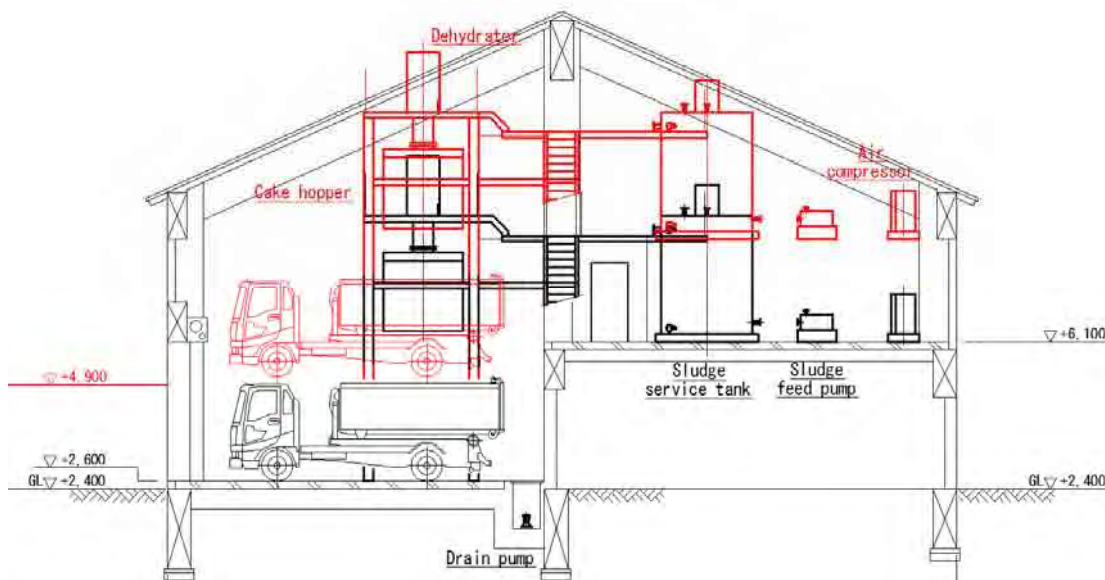 Dehydrator
Air
compressor
Cake hopper
▽+6,100
▽+4,900
Sludge
service tank
Sludge
feed pump
▽+2,600
GL▽+2,400
GL▽+2,400
Drain pump